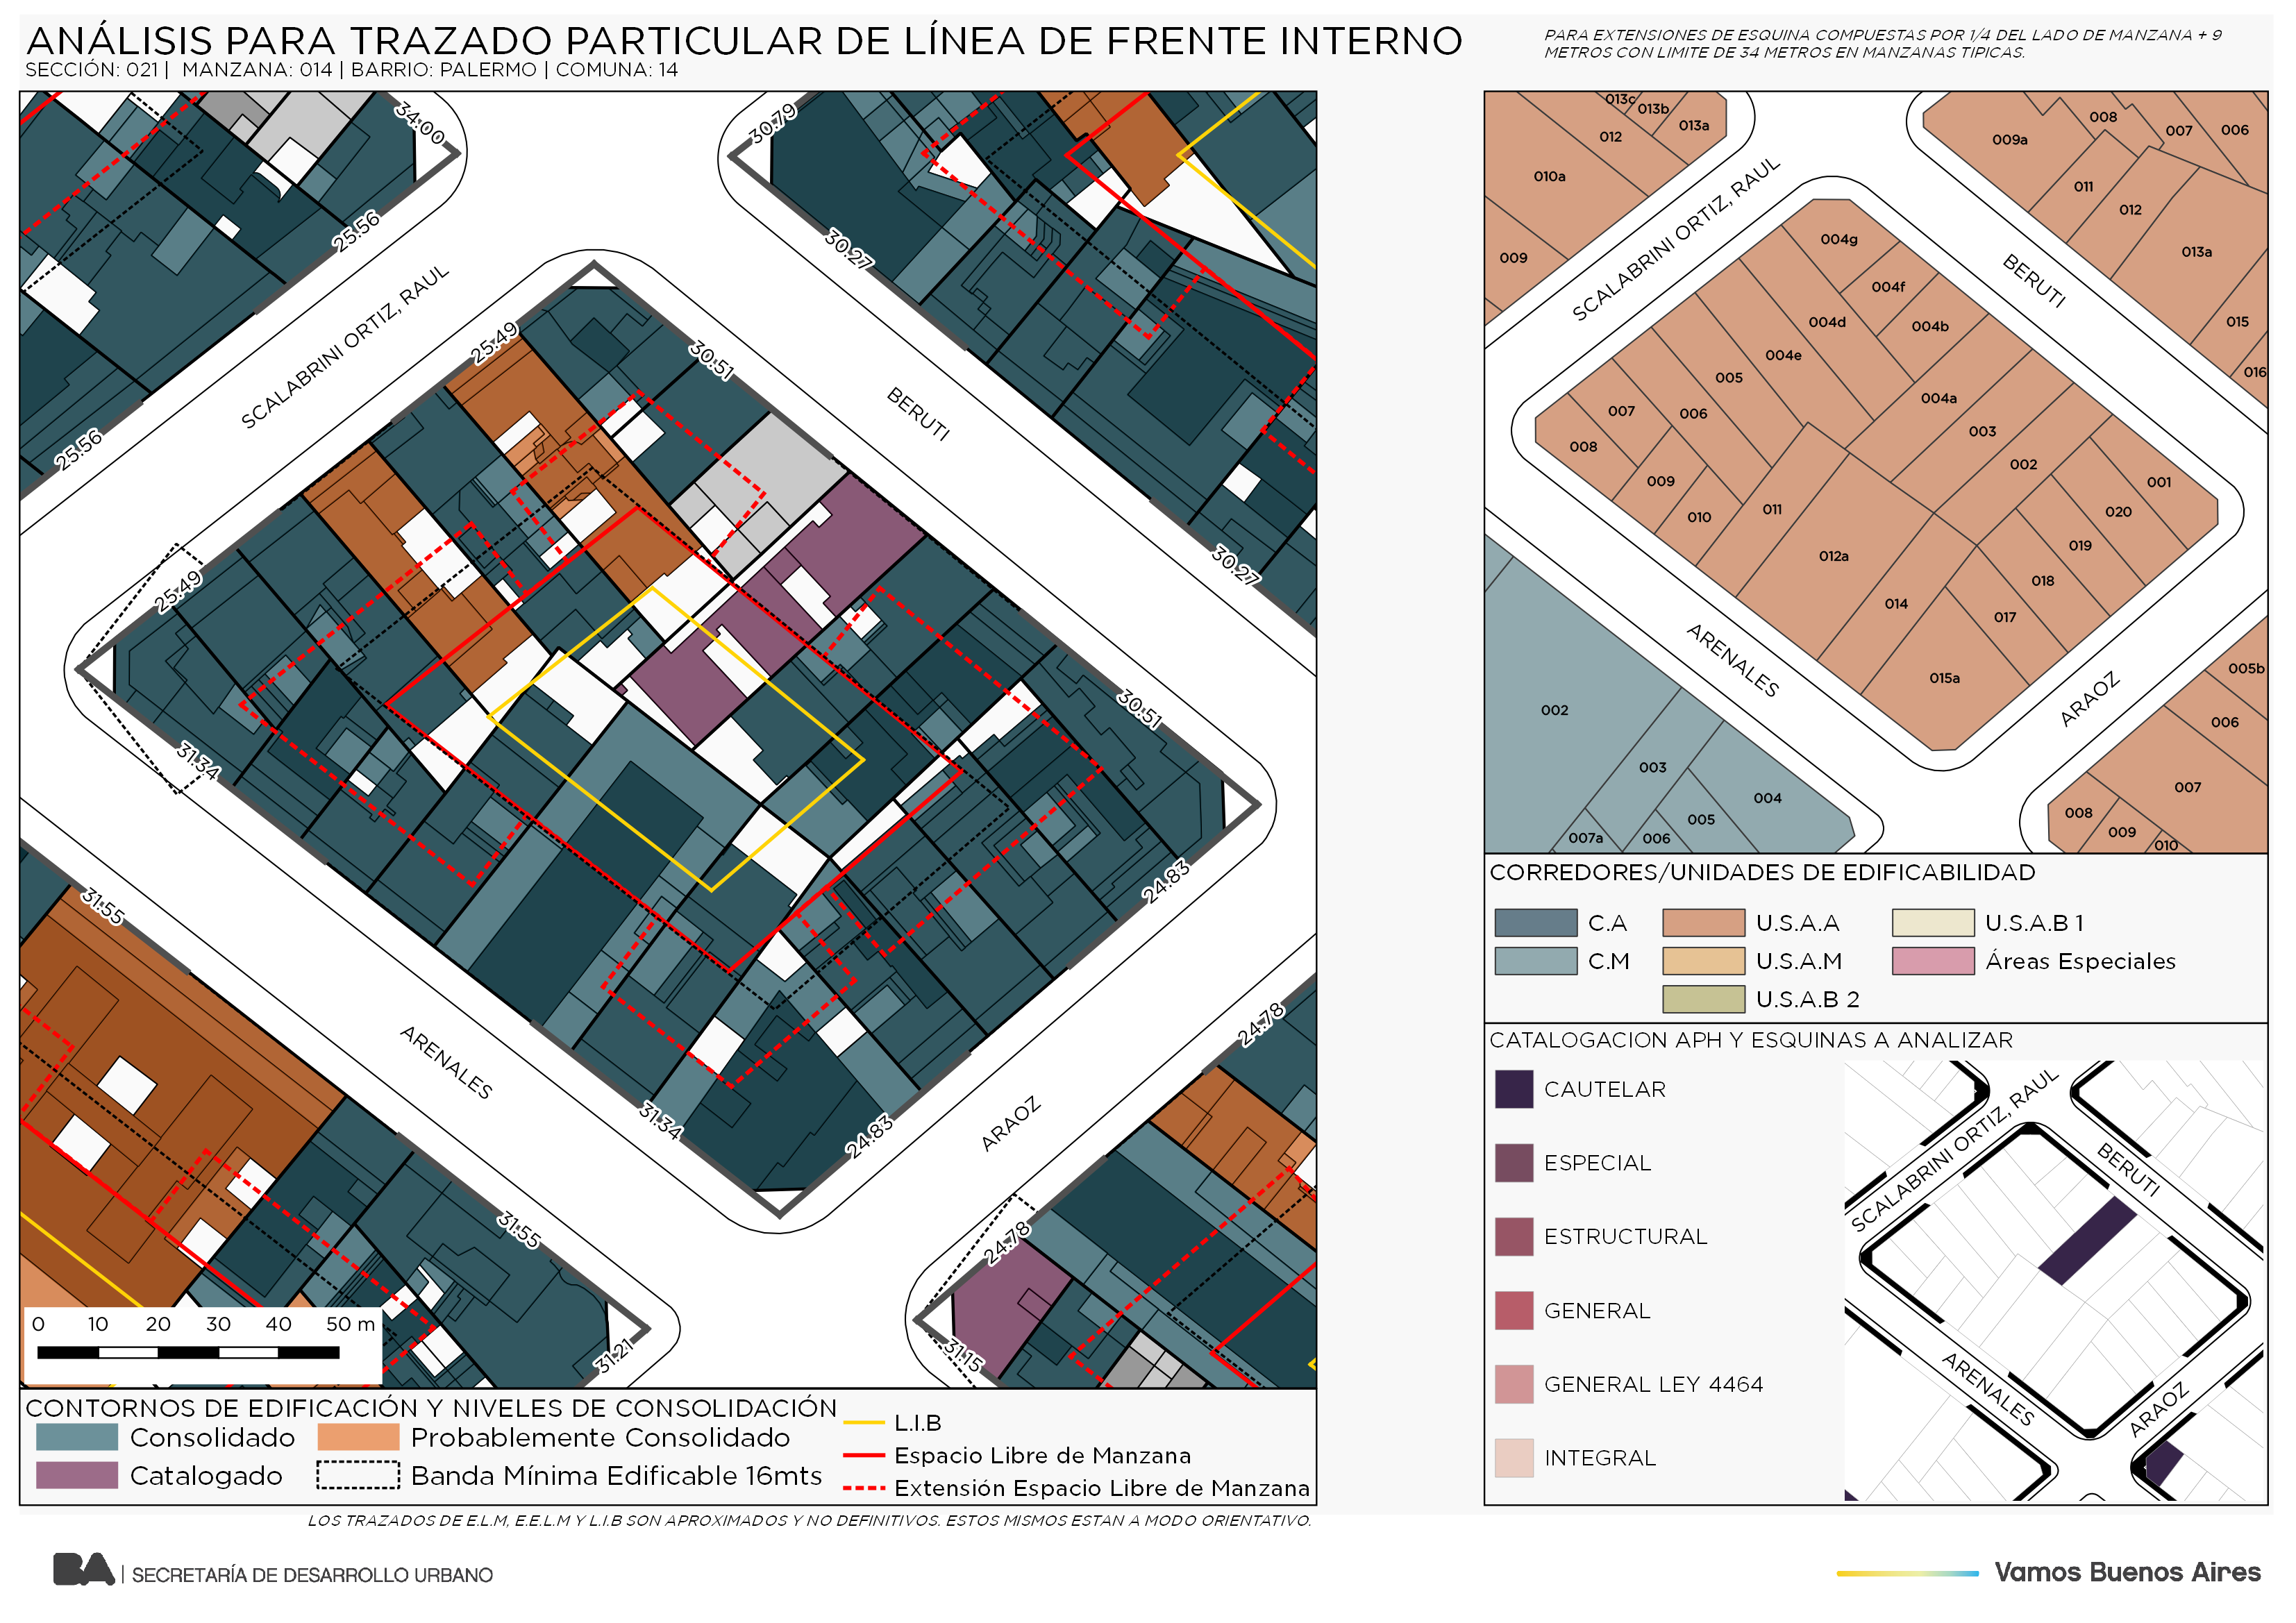 ANÁLISIS PARA TRAZADO PARTICULAR DE LÍNEA DE FRENTE INTERNO
SECCIÓN: 021 | MANZANA: 014 | BARRIO: PALERMO | COMUNA: 14
PARA EXTENSIONES DE ESQUINA COMPUESTAS POR 1/4 DEL LADO DE MANZANA + 9
METROS CON LIMITE DE 34 METROS EN MANZANAS TIPICAS.
34.00
30.79
25.56
30.27
SCALABRINI ORTIZ, RAUL
25.49
30.51
BERUTI
25.56
30.27
25.49
30.51
31.34
24.83
31.55
24.78
ARENALES
31.34
24.83
ARAOZ
31.55
24.78
31.21
31.15
0 10 20 30 40 50 m
013c
013b
013a
012
010a
009
008
007
006
009a
011
012
013a
015
016
SCALABRINI ORTIZ, RAUL
BERUTI
004g
004f
004d
004b
004e
005
004a
007
006
003
008
002
001
009
020
010
011
019
012a
018
014
017
015a
ARENALES
ARAOZ
002
003
004
005
007a
006
005b
006
007
008
009
010
CORREDORES/UNIDADES DE EDIFICABILIDAD
C.A
U.S.A.A
U.S.A.B 1
C.M
U.S.A.M
Áreas Especiales
U.S.A.B 2
CATALOGACION APH Y ESQUINAS A ANALIZAR
CAUTELAR
ESPECIAL
ESTRUCTURAL
GENERAL
GENERAL LEY 4464
INTEGRAL
SCALABRINI ORTIZ, RAUL
BERUTI
ARENALES
ARAOZ
CONTORNOS DE EDIFICACIÓN Y NIVELES DE CONSOLIDACIÓN
Consolidado
Probablemente Consolidado
Catalogado
Banda Mínima Edificable 16mts
L.I.B
Espacio Libre de Manzana
Extensión Espacio Libre de Manzana
LOS TRAZADOS DE E.L.M, E.E.L.M Y L.I.B SON APROXIMADOS Y NO DEFINITIVOS. ESTOS MISMOS ESTAN A MODO ORIENTATIVO.
BA | SECRETARÍA DE DESARROLLO URBANO
Vamos Buenos Aires